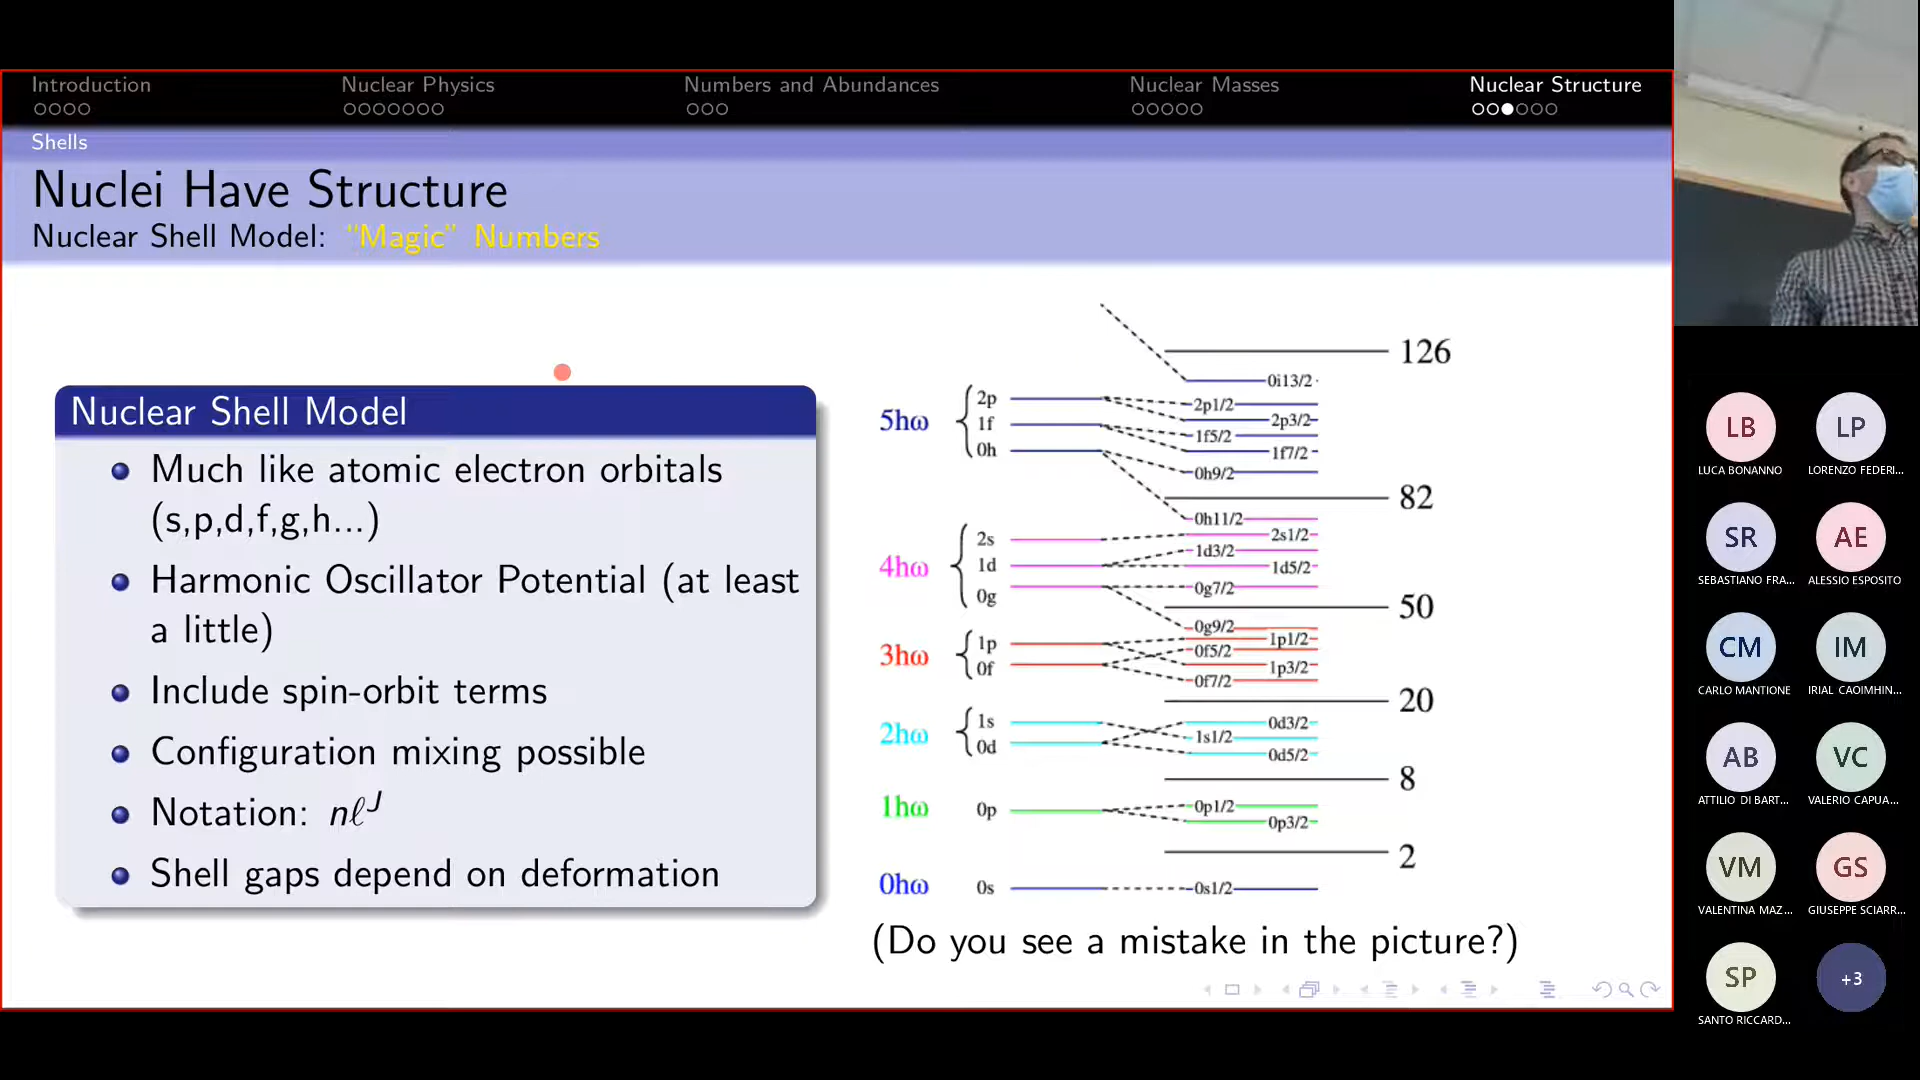 Introduction
Nuclear Physics
Numbers and Abundances
Nuclear Masses
Nuclear Structure
Shells
Nuclei Have Structure
Nuclear Shell Model: "Magic" Numbers
Nuclear Shell Model
Much like atomic electron orbitals
(s,p,d,f,g,h...)
Harmonic Oscillator Potential (at least
a little)
Include spin-orbit terms
Configuration mixing possible
Notation: nℓᴶ
Shell gaps depend on deformation
126
0i13/2
5hω
2p
1f
0h
2p1/2
2p3/2
1f5/2
1f7/2
0h9/2
82
0h11/2
4hω
2s
1d
0g
2s1/2
1d3/2
1d5/2
0g7/2
50
0g9/2
3hω
1p
0f
1p1/2
0f5/2
1p3/2
0f7/2
20
2hω
1s
0d
0d3/2
1s1/2
0d5/2
8
1hω
0p
0p1/2
0p3/2
2
0hω
0s
0s1/2
(Do you see a mistake in the picture?)
LB
LUCA BONANNO
LP
LORENZO FEDERI...
SR
SEBASTIANO FRA...
AE
ALESSIO ESPOSITO
CM
CARLO MANTIONE
IM
IRIAL CAOIMHIN...
AB
ATTILIO DI BART...
VC
VALERIO CAPUA...
VM
VALENTINA MAZ...
GS
GIUSEPPE SCIARR...
SP
SANTO RICCARD...
+3